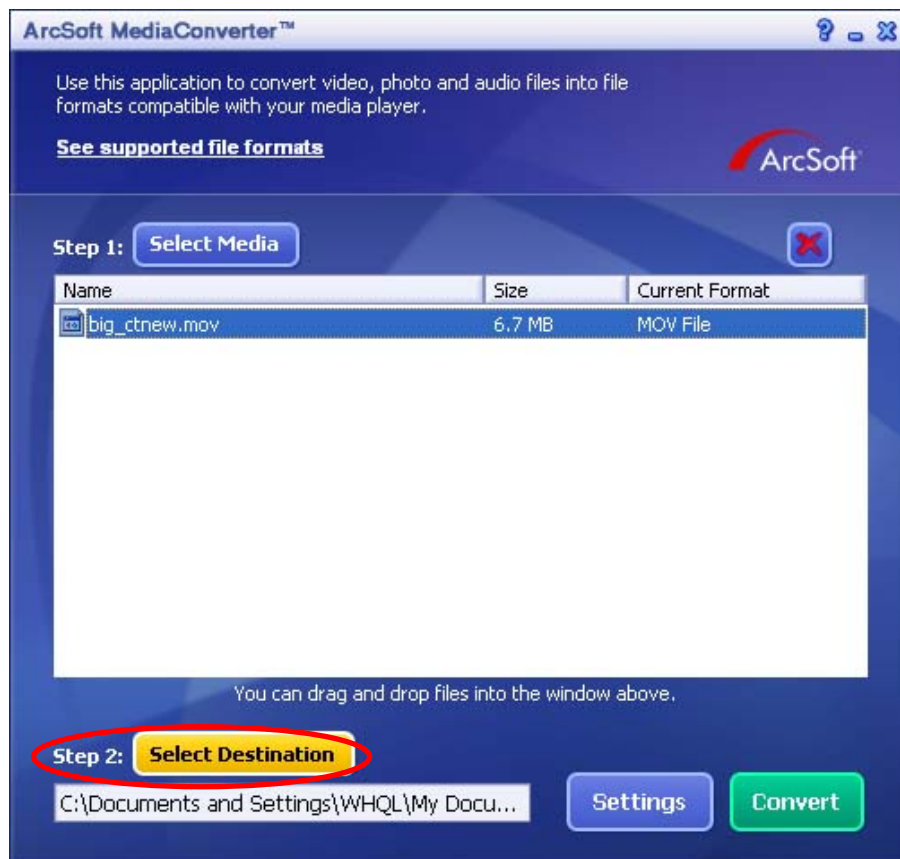 ArcSoft MediaConverter™ ?
Use this application to convert video, photo and audio files into file
formats compatible with your media player.
See supported file formats
ArcSoft®
Step 1: Select Media
Name Size Current Format
big_ctnew.mov 6.7 MB MOV File
You can drag and drop files into the window above.
Step 2: Select Destination
C:\Documents and Settings\WHQL\My Docu...
Settings
Convert